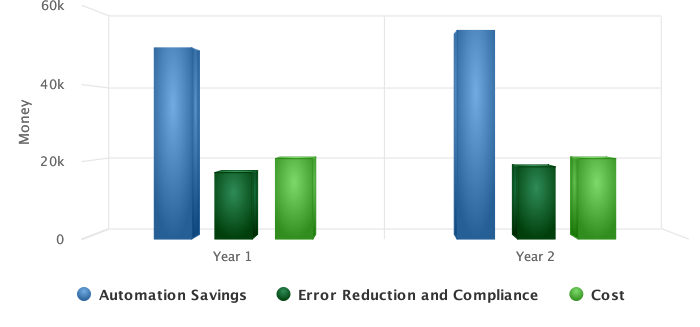 60k
40k
20k
0
Money
Year 1
Year 2
Automation Savings
Error Reduction and Compliance
Cost